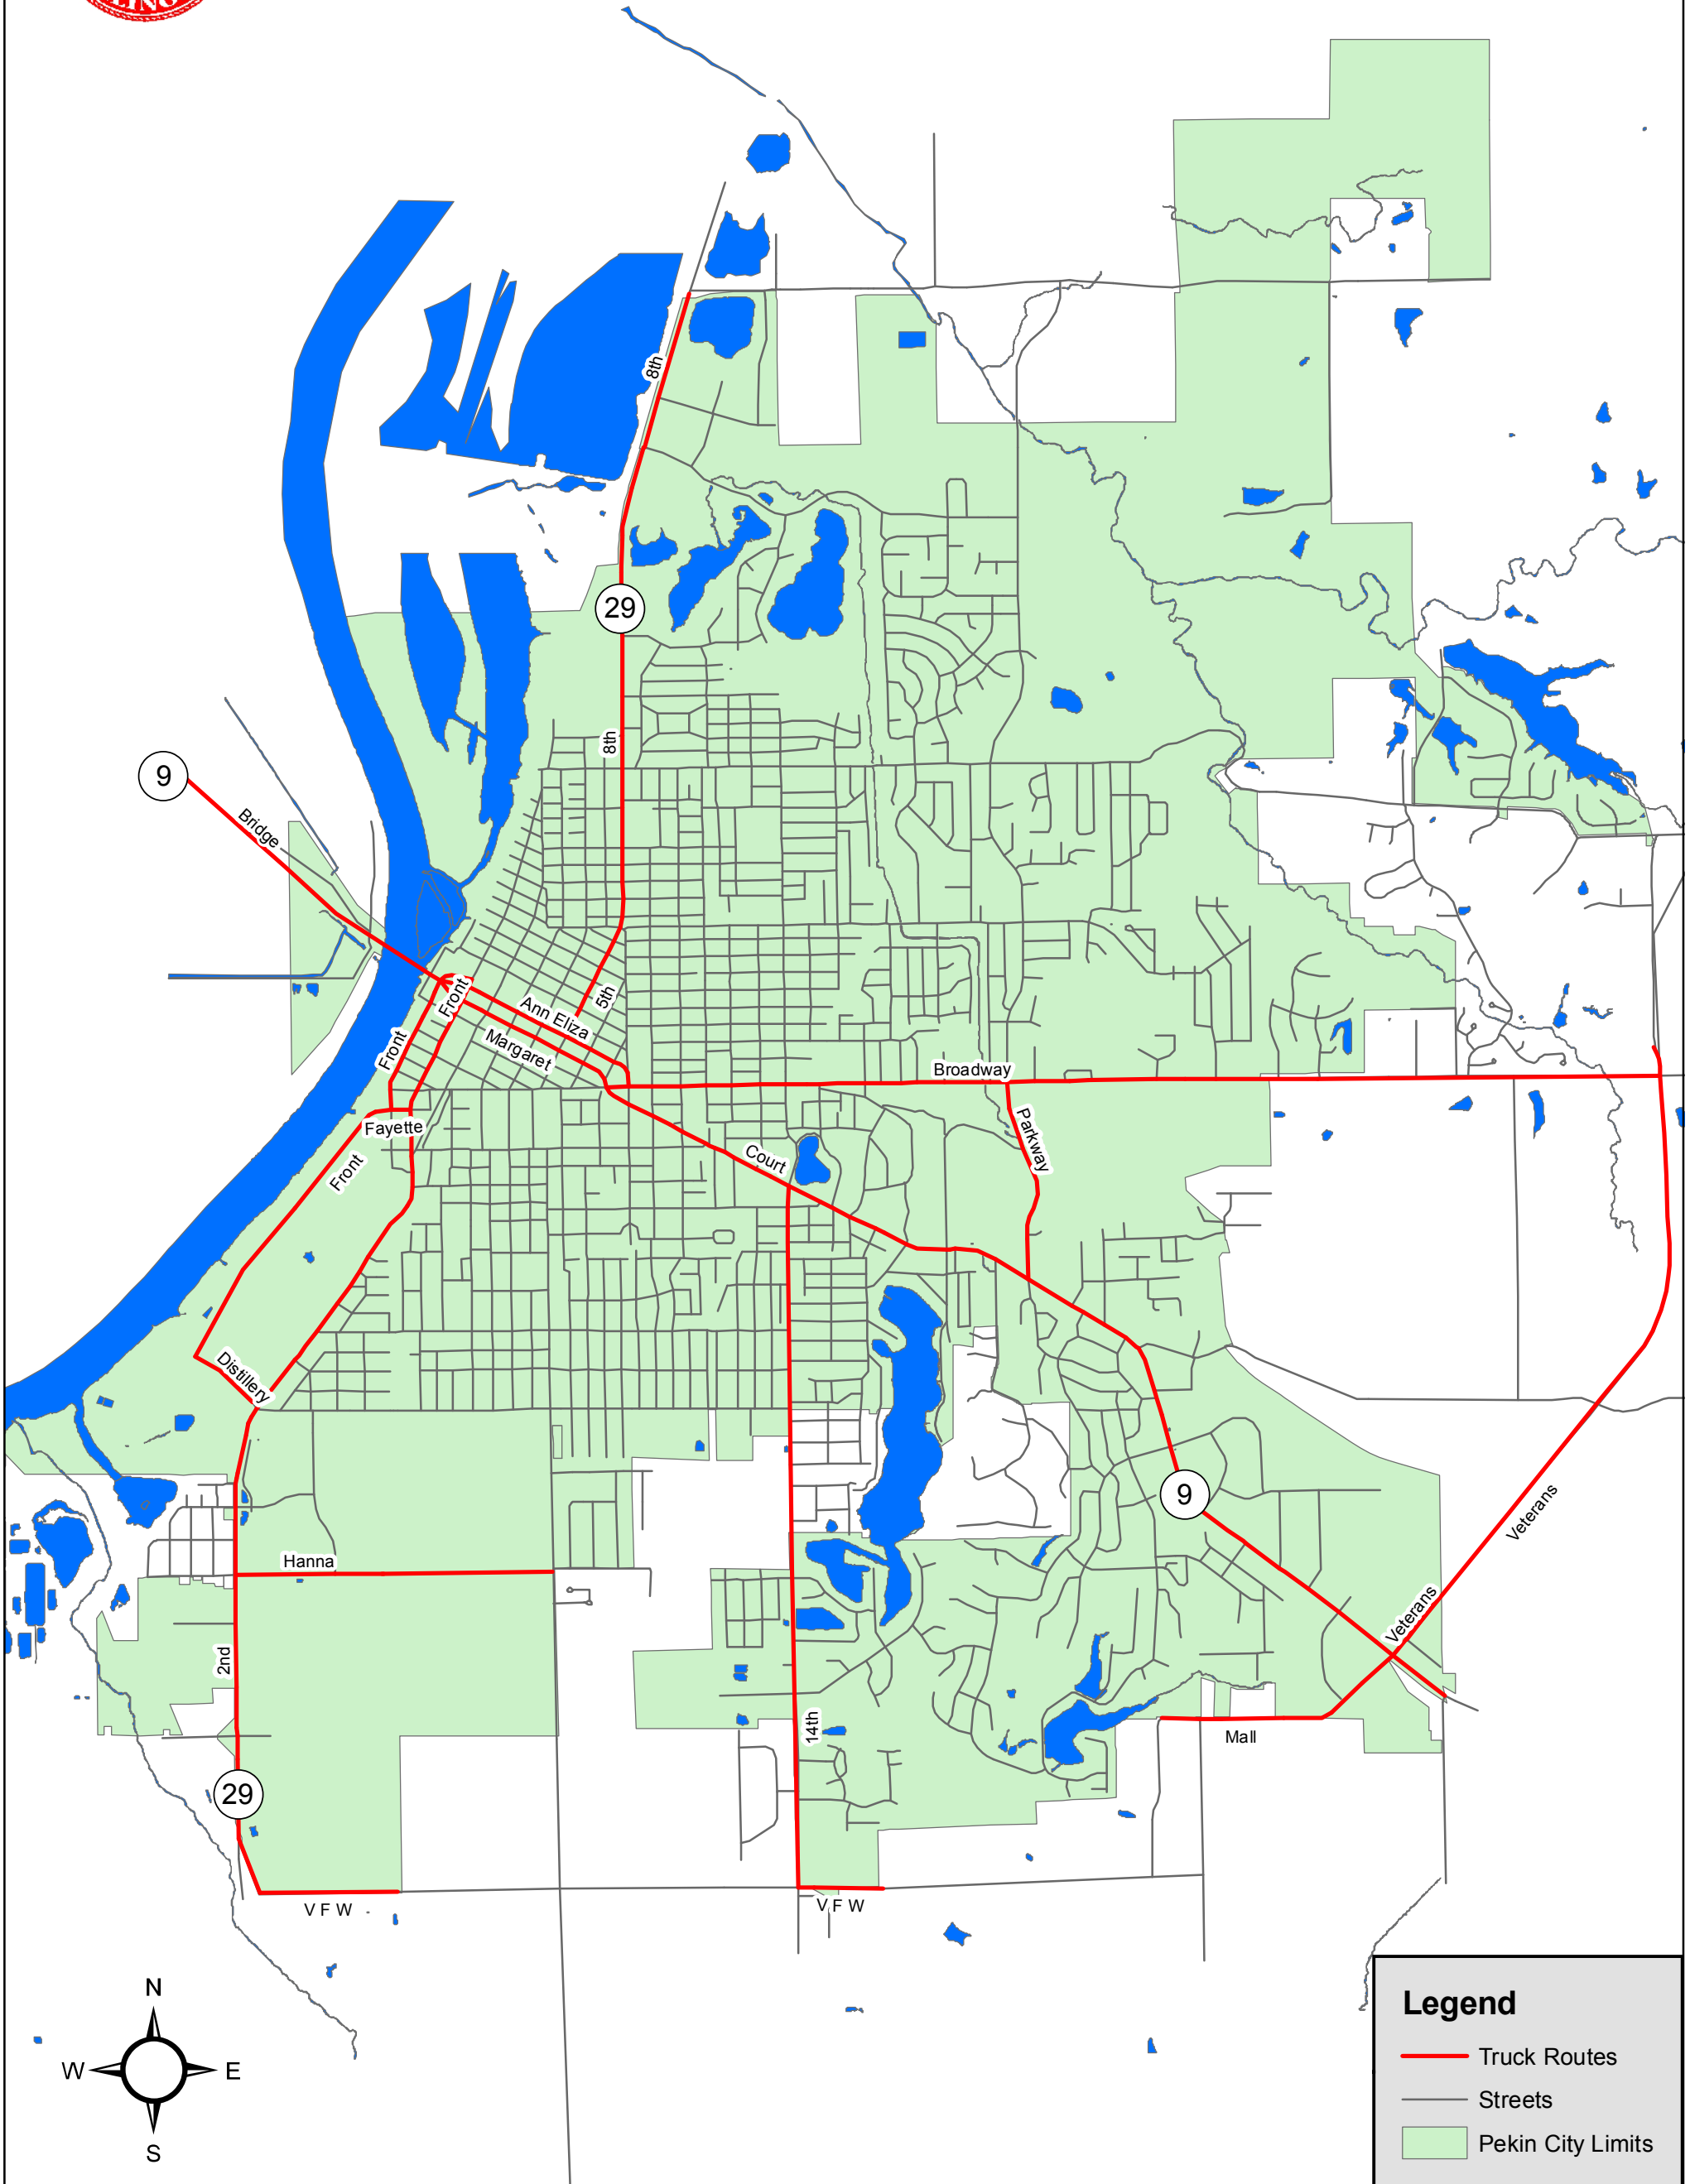 LINO
8th
29
8th
9
Bridge
Front
5th
Ann Eliza
Front
Margaret
Broadway
Parkway
Fayette
Court
Front
Distillery
9
Veterans
Hanna
Veterans
2nd
14th
Mall
29
V F W
V F W
N
W
E
S
Legend
Truck Routes
Streets
Pekin City Limits